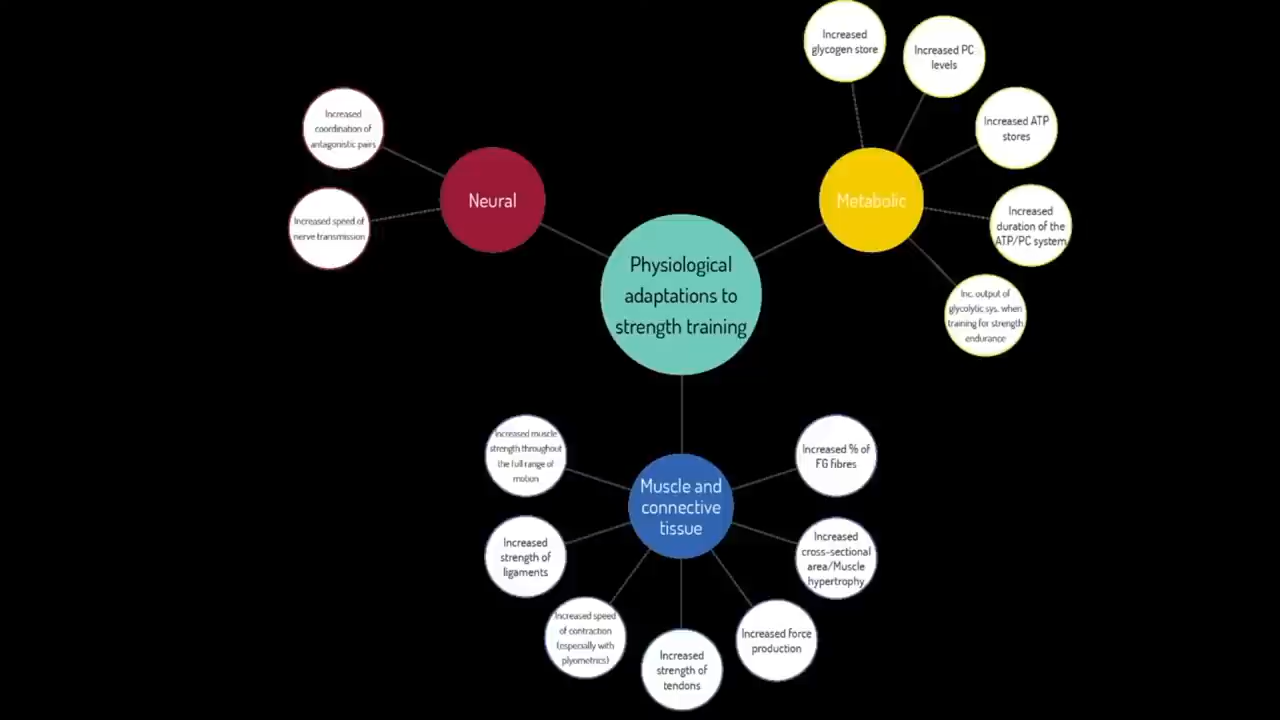 Increased
glycogen store
Increased PC
levels
Increased
coordination of
antagonistic pairs
Increased ATP
stores
Neural
Metabolic
Increased speed of
nerve transmission
Increased
duration of the
ATP/PC system
Physiological
adaptations to
strength training
Inc. output of
glycolytic sys. when
training for strength
endurance
Increased muscle
strength throughout
the full range of
motion
Increased % of
FG fibres
Muscle and
connective
tissue
Increased
strength of
ligaments
Increased
cross-sectional
area/Muscle
hypertrophy
Increased speed
of contraction
(especially with
plyometrics)
Increased
strength of
tendons
Increased force
production